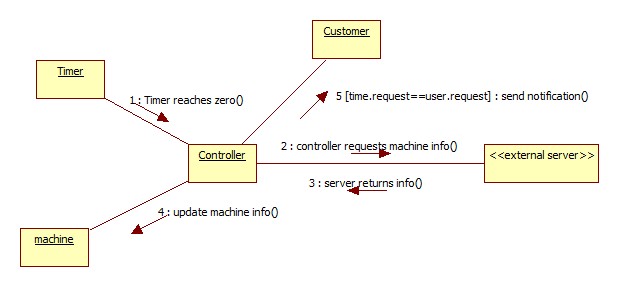 Customer
Timer
1 : Timer reaches zero()
5 [time.request==user.request] : send notification()
2 : controller requests machine info()
Controller
<<external server>>
3 : server returns info()
4 : update machine info()
machine